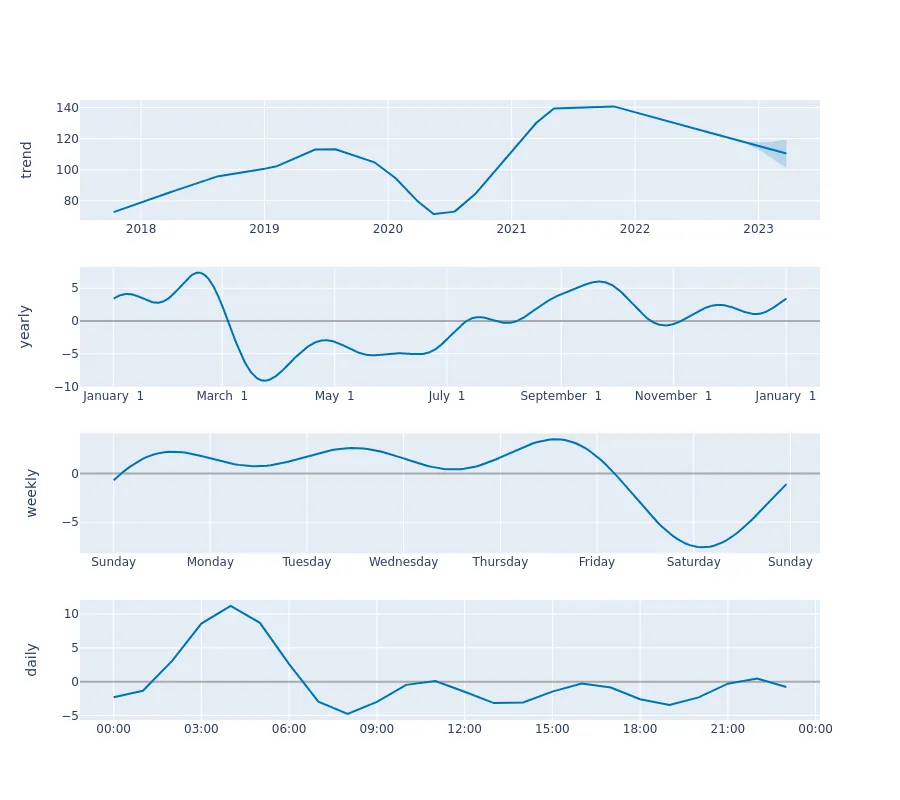 trend
140
120
100
80
2018 2019 2020 2021 2022 2023
yearly
5
0
−5
−10
January 1 March 1 May 1 July 1 September 1 November 1 January 1
weekly
0
−5
Sunday Monday Tuesday Wednesday Thursday Friday Saturday Sunday
daily
10
5
0
−5
00:00 03:00 06:00 09:00 12:00 15:00 18:00 21:00 00:00